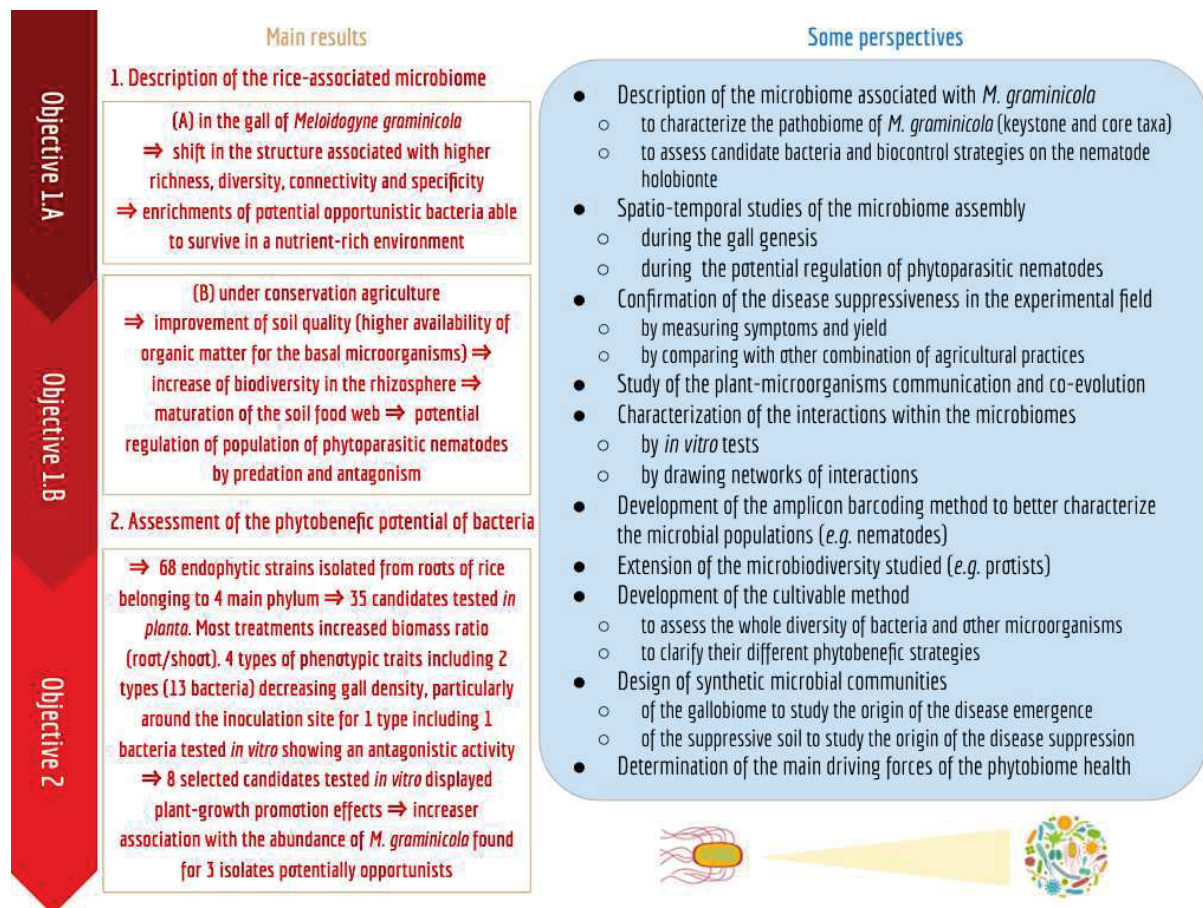 Main results
1. Description of the rice-associated microbiome
(A) in the gall of Meloidogyne graminicola
⇒ shift in the structure associated with higher
richness, diversity, connectivity and specificity
⇒ enrichments of potential opportunistic bacteria able
to survive in a nutrient-rich environment
(B) under conservation agriculture
⇒ improvement of soil quality (higher availability of
organic matter for the basal microorganisms) ⇒
increase of biodiversity in the rhizosphere ⇒
maturation of the soil food web ⇒ potential
regulation of population of phytoparasitic nematodes
by predation and antagonism
2. Assessment of the phytobenefic potential of bacteria
⇒ 68 endophytic strains isolated from roots of rice
belonging to 4 main phylum ⇒ 35 candidates tested in
planta. Most treatments increased biomass ratio
(root/shoot). 4 types of phenotypic traits including 2
types (13 bacteria) decreasing gall density, particularly
around the inoculation site for 1 type including 1
bacteria tested in vitro showing an antagonistic activity
⇒ 8 selected candidates tested in vitro displayed
plant-growth promotion effects ⇒ increaser
association with the abundance of M. graminicola found
for 3 isolates potentially opportunists
Objective 1.A
Objective 1.B
Objective 2
Some perspectives
● Description of the microbiome associated with M. graminicola
○ to characterize the pathobiome of M. graminicola (keystone and core taxa)
○ to assess candidate bacteria and biocontrol strategies on the nematode
holobionte
● Spatio-temporal studies of the microbiome assembly
○ during the gall genesis
○ during the potential regulation of phytoparasitic nematodes
● Confirmation of the disease suppressiveness in the experimental field
○ by measuring symptoms and yield
○ by comparing with other combination of agricultural practices
● Study of the plant-microorganisms communication and co-evolution
● Characterization of the interactions within the microbiomes
○ by in vitro tests
○ by drawing networks of interactions
● Development of the amplicon barcoding method to better characterize
the microbial populations (e.g. nematodes)
● Extension of the microbiodiversity studied (e.g. protists)
● Development of the cultivable method
○ to assess the whole diversity of bacteria and other microorganisms
○ to clarify their different phytobenefic strategies
● Design of synthetic microbial communities
○ of the gallobiome to study the origin of the disease emergence
○ of the suppressive soil to study the origin of the disease suppression
● Determination of the main driving forces of the phytobiome health